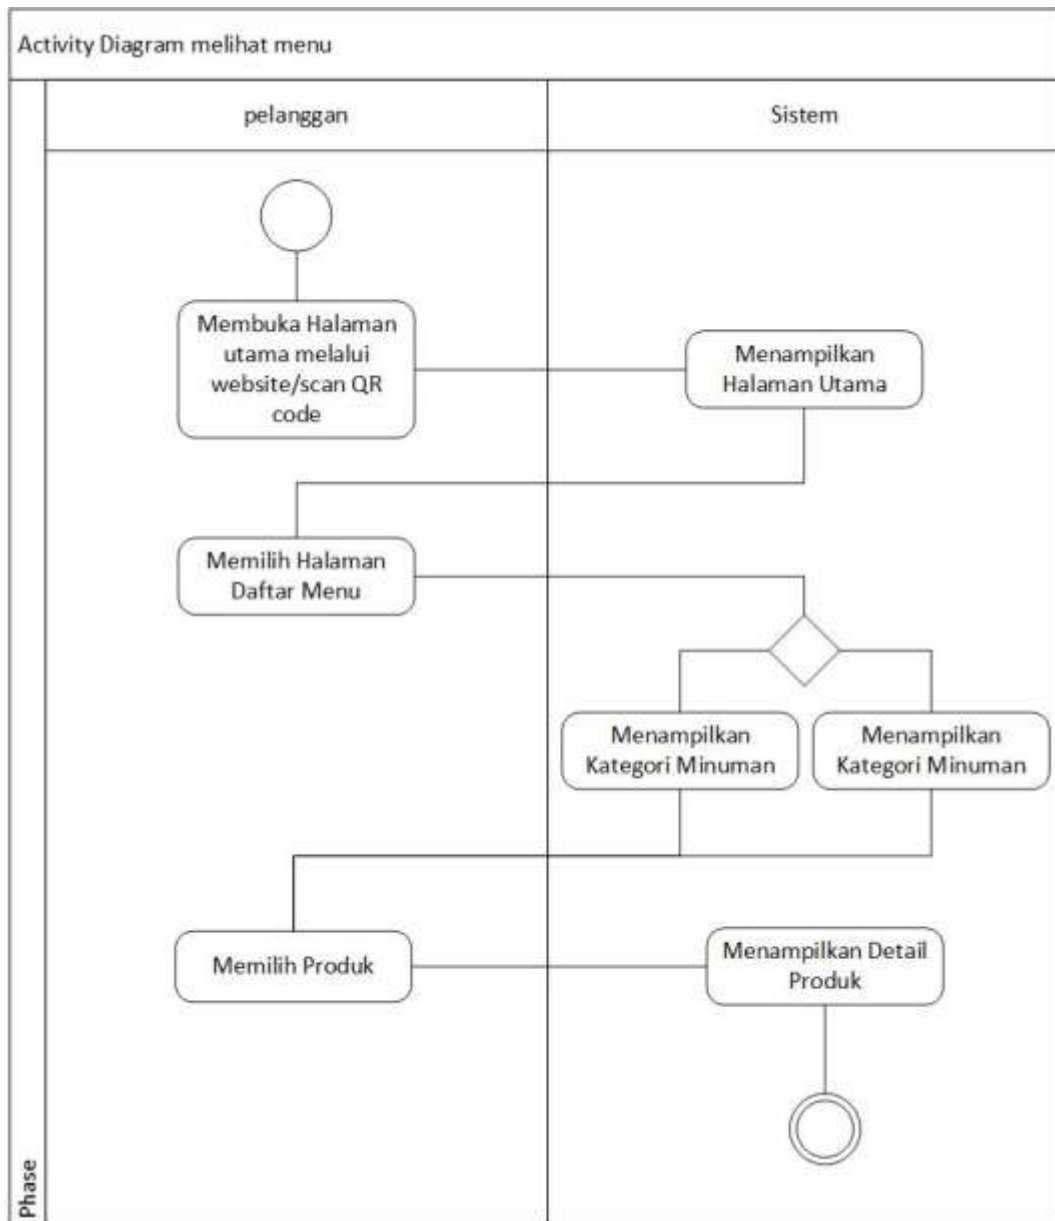 Activity Diagram melihat menu
pelanggan
Sistem
Membuka Halaman
utama melalui
website/scan QR
code
Menampilkan
Halaman Utama
Memilih Halaman
Daftar Menu
Menampilkan
Kategori Minuman
Menampilkan
Kategori Minuman
Memilih Produk
Menampilkan Detail
Produk
Phase